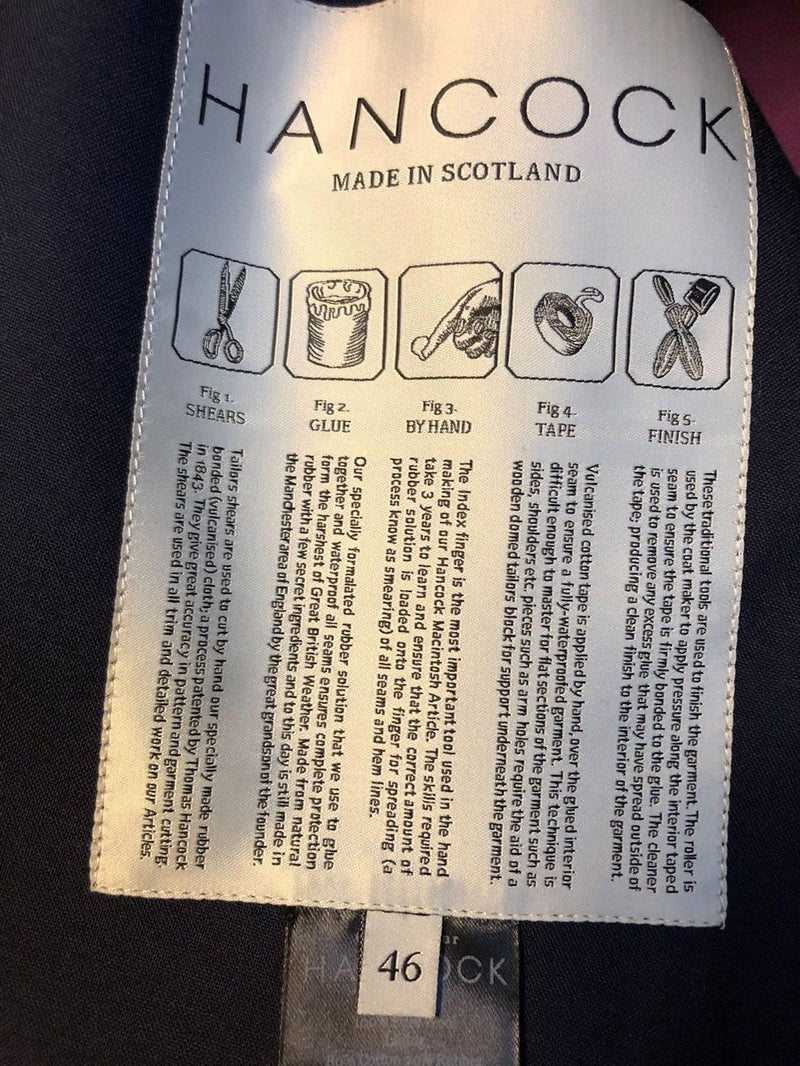 HANCOCK
MADE IN SCOTLAND
Fig 1.
SHEARS
Fig 2.
GLUE
Fig 3.
BY HAND
Fig 4.
TAPE
Fig 5.
FINISH
Tailors shears are used to cut by hand our specially made rubber
bonded (vulcanised) cloth; a process patented by Thomas Hancock
in 1843. They give great accuracy in pattern and garment cutting.
The shears are used in all trim and detailed work on our Articles.
Our specially formalated rubber solution that we use to glue
together and waterproof all seams ensures complete protection
form the harshest of Great British Weather. Made from natural
rubber with a few secret ingredients and to this day is still made in
the Manchester area of England by the great grandson of the founder.
The Index finger is the most important tool used in the hand
making of our Hancock Macintosh Article. The skills required
take 3 years to learn and ensure that the correct amount of
rubber solution is loaded onto the finger for spreading (a
process know as smearing) of all seams and hem lines.
Vulcanised cotton tape is applied by hand, over the glued interior
seam to ensure a fully-waterproofed garment. This technique is
difficult enough to master for flat sections of the garment such as
sides, shoulders etc. pieces such as arm holes require the aid of a
wooden domed tailors block for support underneath the garment.
These traditional tools are used to finish the garment. The roller is
used by the coat maker to apply pressure along the interior taped
seam to ensure the tape is firmly bonded to the glue. The cleaner
is used to remove any excess glue that may have spread outside of
the tape; producing a clean finish to the interior of the garment.
46
HA OCK
80% Cotton 20% Rubber